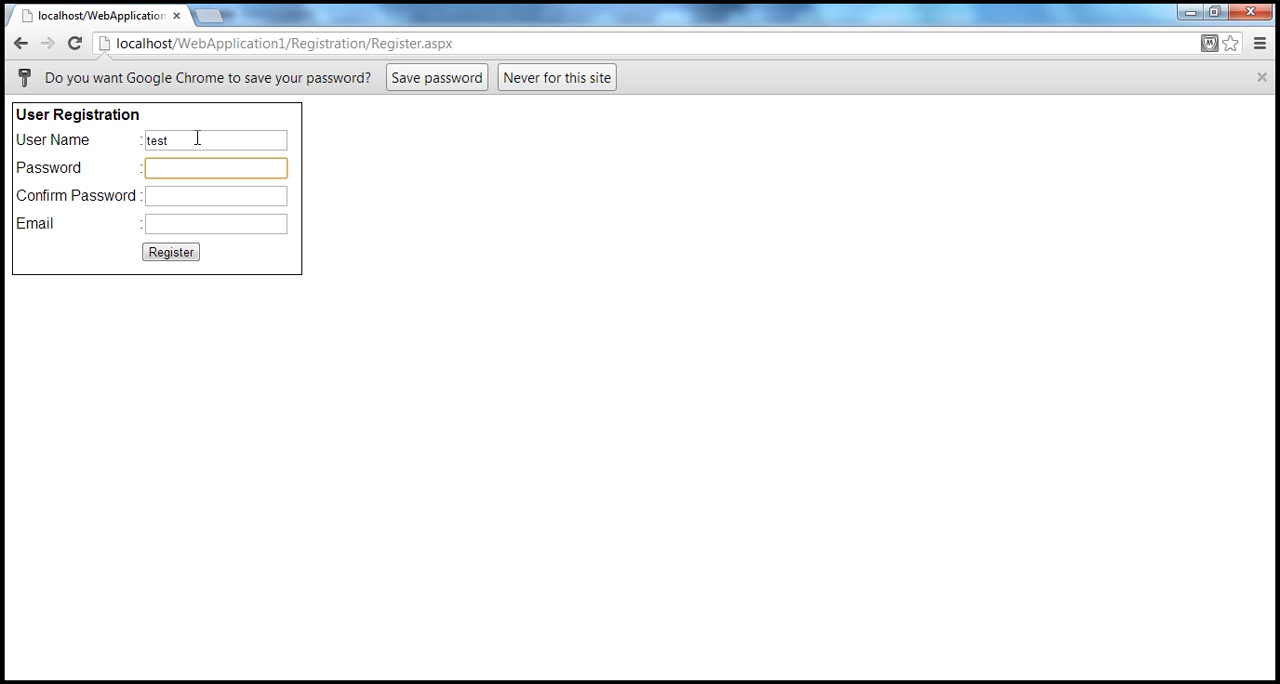 localhost/WebApplication
localhost/WebApplication1/Registration/Register.aspx
Do you want Google Chrome to save your password? Save password Never for this site
User Registration
User Name : test
Password :
Confirm Password :
Email :
Register